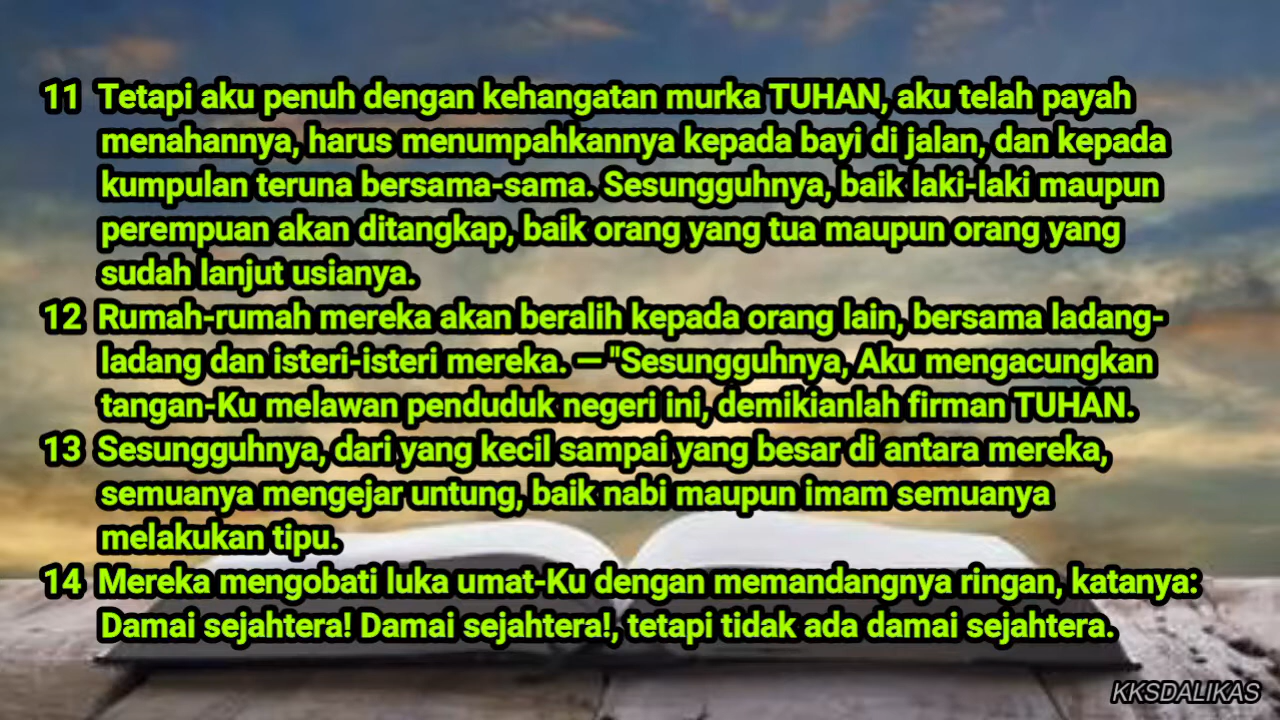 11 Tetapi aku penuh dengan kehangatan murka TUHAN, aku telah payah
menahannya, harus menumpahkannya kepada bayi di jalan, dan kepada
kumpulan teruna bersama-sama. Sesungguhnya, baik laki-laki maupun
perempuan akan ditangkap, baik orang yang tua maupun orang yang
sudah lanjut usianya.
12 Rumah-rumah mereka akan beralih kepada orang lain, bersama ladang-
ladang dan isteri-isteri mereka. — "Sesungguhnya, Aku mengacungkan
tangan-Ku melawan penduduk negeri ini, demikianlah firman TUHAN.
13 Sesungguhnya, dari yang kecil sampai yang besar di antara mereka,
semuanya mengejar untung, baik nabi maupun imam semuanya
melakukan tipu.
14 Mereka mengobati luka umat-Ku dengan memandangnya ringan, katanya:
Damai sejahtera! Damai sejahtera!, tetapi tidak ada damai sejahtera.
KKSDALIKAS